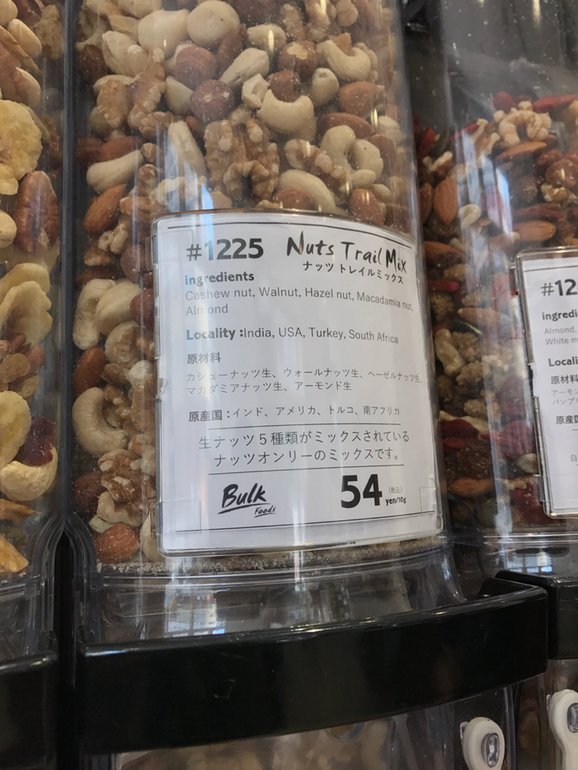 #1225 Nuts Trail Mix
ナッツ トレイルミックス
ingredients
Cashew nut, Walnut, Hazel nut, Macadamia nut,
Almond
Locality :India, USA, Turkey, South Africa
原材料
カシューナッツ生、ウォールナッツ生、ヘーゼルナッツ生、
マカダミアナッツ生、アーモンド生
原産国：インド、アメリカ、トルコ、南アフリカ
生ナッツ５種類がミックスされている
ナッツオンリーのミックスです。
Bulk
Foods
54 (税込)
yen/10g
#12
ingredi
Almond,
White m
Locali
原材料
アーモン
パンプ
原産国